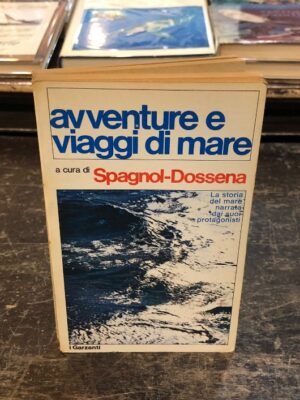 avventure e
viaggi di mare
a cura di Spagnol-Dossena
La storia
del mare
narrata
dai suoi
protagonisti
i Garzanti